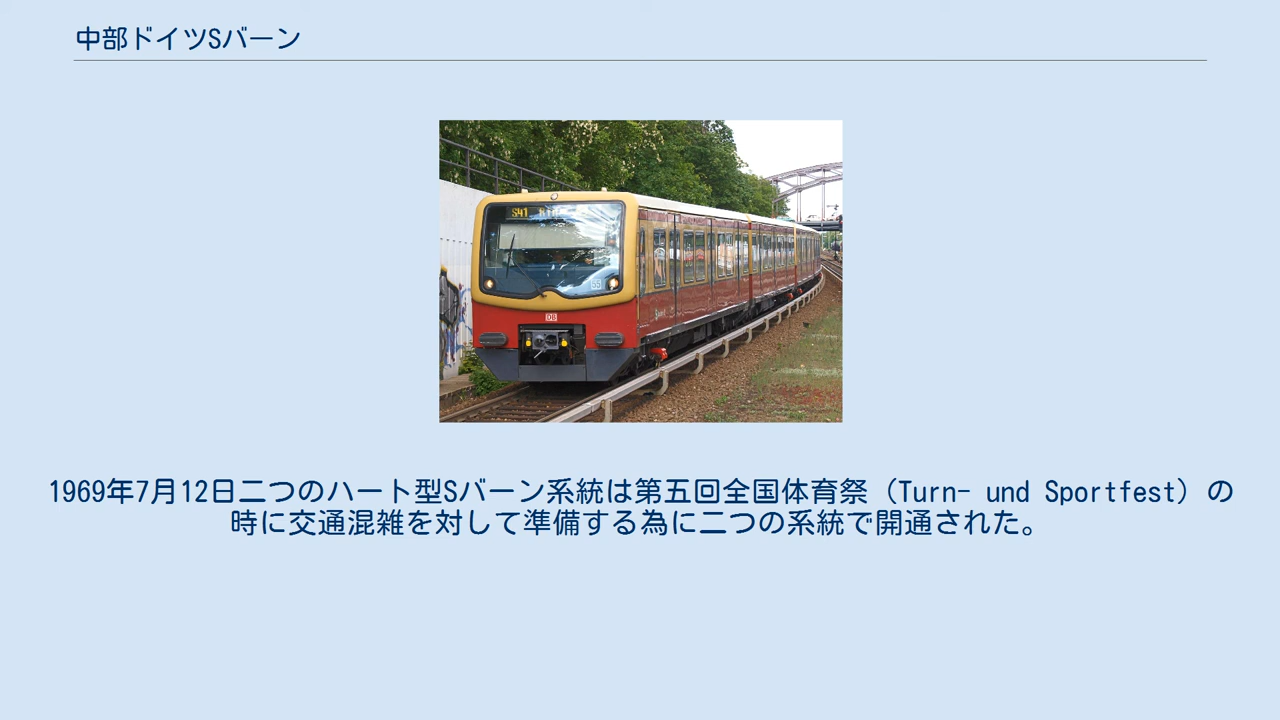 中部ドイツSバーン
S41
DB
1969年7月12日二つのハート型Sバーン系統は第五回全国体育祭（Turn- und Sportfest）の
時に交通混雑を対して準備する為に二つの系統で開通された。